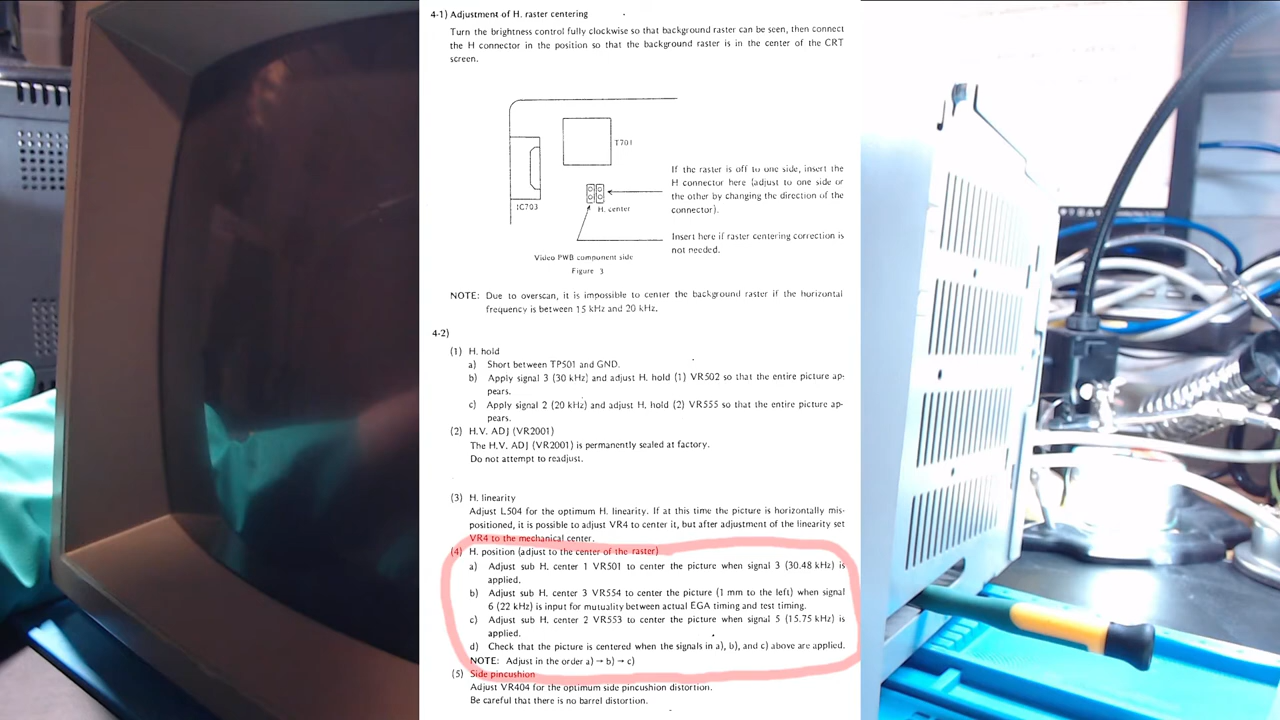 4-1) Adjustment of H. raster centering
Turn the brightness control fully clockwise so that background raster can be seen, then connect
the H connector in the position so that the background raster is in the center of the CRT
screen.
T701
If the raster is off to one side, insert the
H connector here (adjust to one side or
the other by changing the direction of the
connector).
IC703
H. center
Insert here if raster centering correction is
not needed.
Video PWB component side
Figure 3
NOTE: Due to overscan, it is impossible to center the background raster if the horizontal
frequency is between 15 kHz and 20 kHz.
4-2)
(1) H. hold
a) Short between TP501 and GND.
b) Apply signal 3 (30 kHz) and adjust H. hold (1) VR502 so that the entire picture ap-
pears.
c) Apply signal 2 (20 kHz) and adjust H. hold (2) VR555 so that the entire picture ap-
pears.
(2) H.V. ADJ (VR2001)
The H.V. ADJ (VR2001) is permanently sealed at factory.
Do not attempt to readjust.
(3) H. linearity
Adjust L504 for the optimum H. linearity. If at this time the picture is horizontally mis-
positioned, it is possible to adjust VR4 to center it, but after adjustment of the linearity set
VR4 to the mechanical center.
(4) H. position (adjust to the center of the raster)
a) Adjust sub H. center 1 VR501 to center the picture when signal 3 (30.48 kHz) is
applied.
b) Adjust sub H. center 3 VR554 to center the picture (1 mm to the left) when signal
6 (22 kHz) is input for mutuality between actual EGA timing and test timing.
c) Adjust sub H. center 2 VR553 to center the picture when signal 5 (15.75 kHz) is
applied.
d) Check that the picture is centered when the signals in a), b), and c) above are applied.
NOTE: Adjust in the order a) → b) → c)
(5) Side pincushion
Adjust VR404 for the optimum side pincushion distortion.
Be careful that there is no barrel distortion.